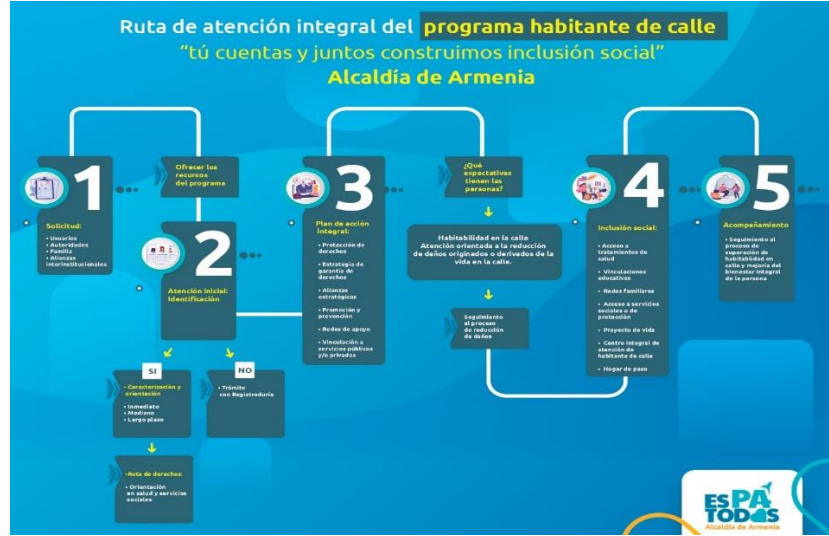 Ruta de atención integral del programa habitante de calle
“tú cuentas y juntos construimos inclusión social”
Alcaldía de Armenia
1
Solicitud:
• Usuarios
• Autoridades
• Familia
• Alianzas
interinstitucionales
Ofrecer los
recursos
del programa
2
Atención inicial:
Identificación
SI
• Caracterización y
orientación
• Inmediato
• Mediano
• Largo plazo
•Ruta de derechos:
• Orientación
en salud y servicios
sociales
NO
• Trámite
con Registraduría
3
Plan de acción
integral:
• Protección de
derechos
• Estrategia de
garantía de
derechos
• Alianzas
estratégicas
• Promoción y
prevención
• Redes de apoyo
• Vinculación a
servicios públicos
y/o privados
¿Qué
expectativas
tienen las
personas?
Habitabilidad en la calle
Atención orientada a la reducción
de daños originados o derivados de la
vida en la calle.
Seguimiento
al proceso
de reducción
de daños
4
Inclusión social:
• Acceso a
tratamientos de
salud
• Vinculaciones
educativas
• Redes familiares
• Acceso a servicios
sociales o de
protección
• Proyecto de vida
• Centro integral de
atención de
habitante de calle
• Hogar de paso
5
Acompañamiento
• Seguimiento al
proceso de
superación de
habitabilidad en
calle y mejoría del
bienestar integral
de la persona
ES PA
TODOS
Alcaldía de Armenia